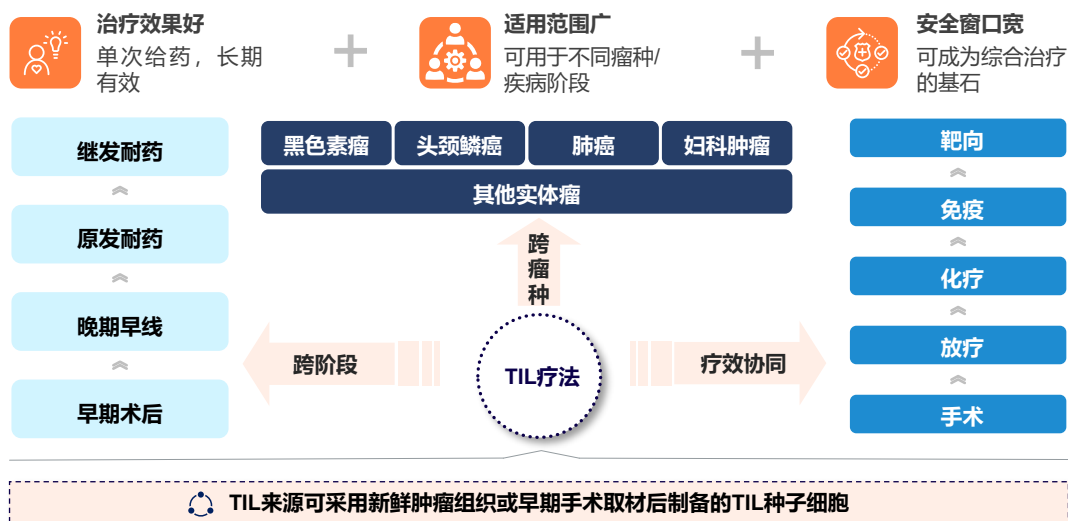 治疗效果好
单次给药，长期
有效
适用范围广
可用于不同瘤种/
疾病阶段
安全窗口宽
可成为综合治疗
的基石
继发耐药
原发耐药
晚期早线
早期术后
黑色素瘤
头颈鳞癌
肺癌
妇科肿瘤
其他实体瘤
跨瘤种
跨阶段
TIL疗法
疗效协同
靶向
免疫
化疗
放疗
手术
TIL来源可采用新鲜肿瘤组织或早期手术取材后制备的TIL种子细胞